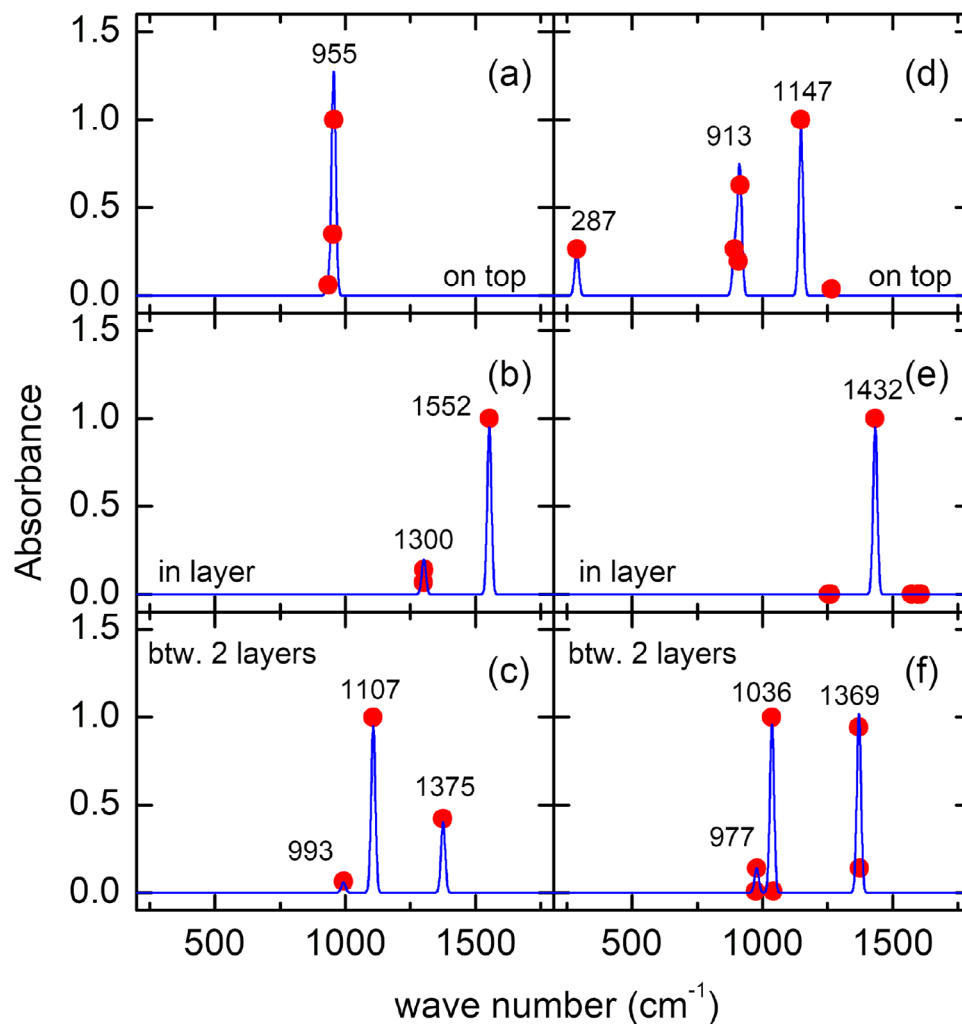 Absorbance
1.5
1.0
0.5
0.0
955
(a)
on top
287
913
1147
(d)
on top
1.5
1.0
0.5
0.0
1300
1552
(b)
in layer
1432
(e)
in layer
1.5
1.0
0.5
0.0
btw. 2 layers
993
1107
1375
(c)
btw. 2 layers
977
1036
1369
(f)
500 1000 1500 500 1000 1500
wave number (cm⁻¹)